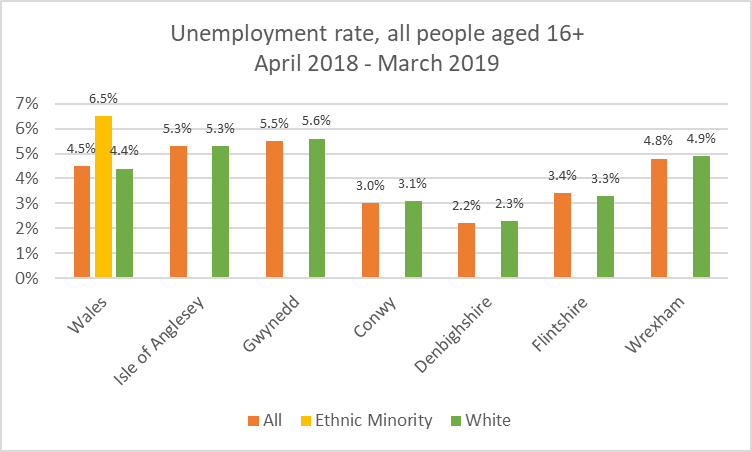 Unemployment rate, all people aged 16+
April 2018 - March 2019
7%
6%
5%
4%
3%
2%
1%
0%
4.5%
6.5%
4.4%
5.3%
5.3%
5.5%
5.6%
3.0%
3.1%
2.2%
2.3%
3.4%
3.3%
4.8%
4.9%
Wales
Isle of Anglesey
Gwynedd
Conwy
Denbighshire
Flintshire
Wrexham
All
Ethnic Minority
White